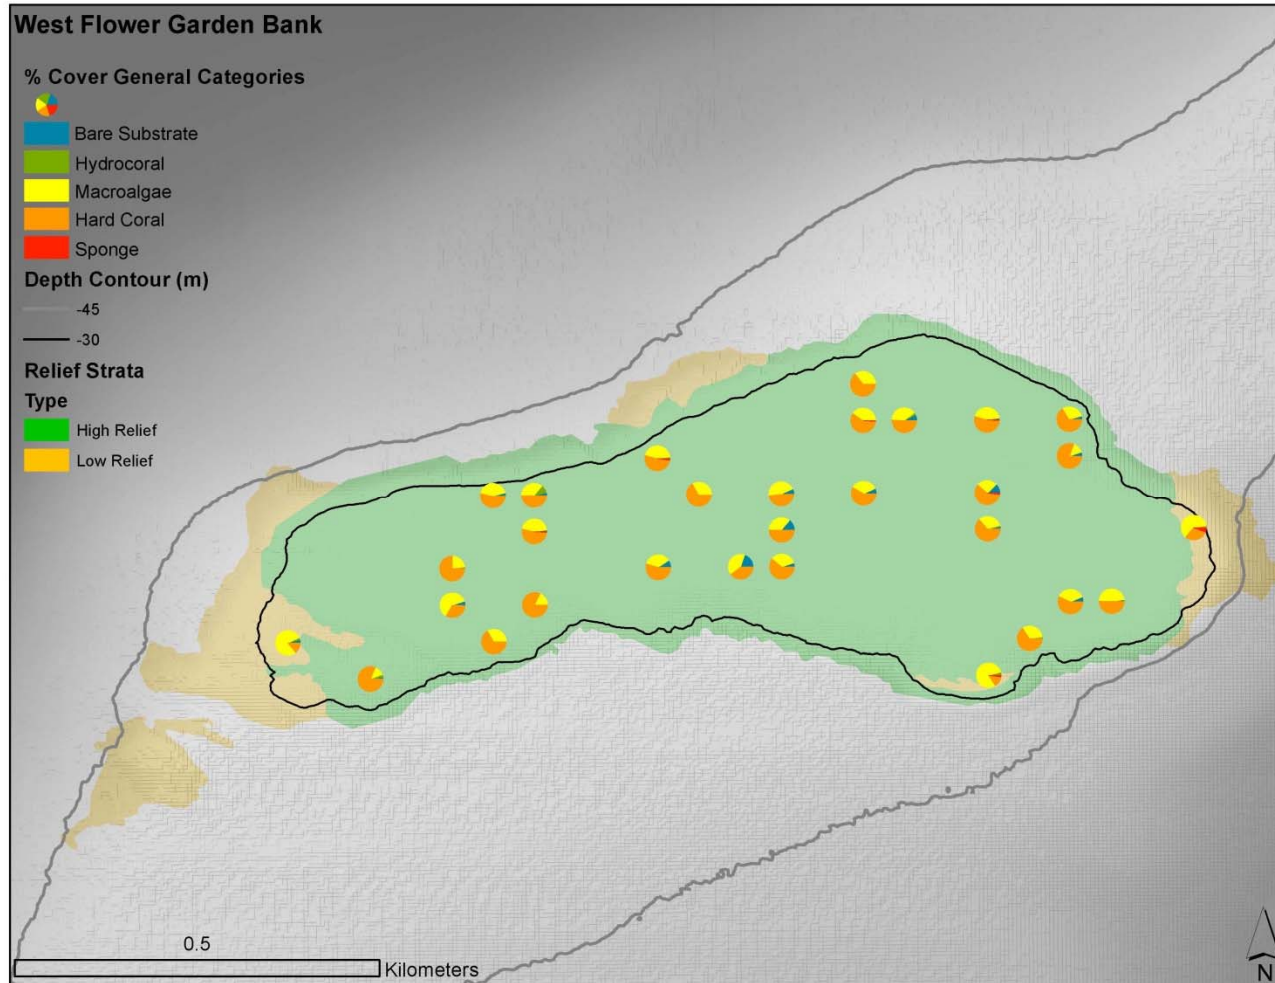 West Flower Garden Bank
% Cover General Categories
Bare Substrate
Hydrocoral
Macroalgae
Hard Coral
Sponge
Depth Contour (m)
-45
-30
Relief Strata
Type
High Relief
Low Relief
0.5
Kilometers
N